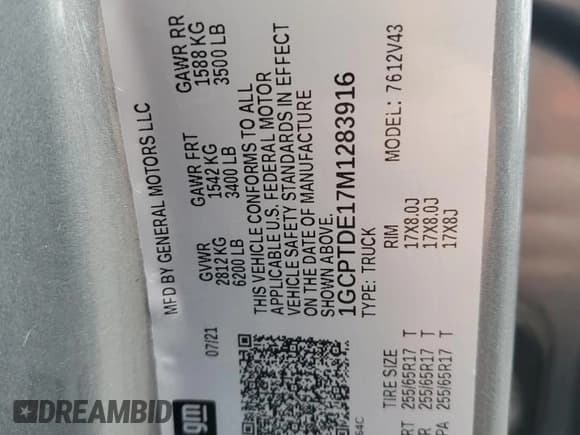 MFD BY GENERAL MOTORS LLC
07/21
GVWR GAWR FRT GAWR RR
2812 KG 1542 KG 1588 KG
6200 LB 3400 LB 3500 LB
THIS VEHICLE CONFORMS TO ALL
APPLICABLE U.S. FEDERAL MOTOR
VEHICLE SAFETY STANDARDS IN EFFECT
ON THE DATE OF MANUFACTURE
SHOWN ABOVE.
1GCPTDE17M1283916
TYPE: TRUCK MODEL: 7612V43
TIRE SIZE RIM
RT 255/65R17 T 17X8.0J
R 255/65R17 T 17X8.0J
PA 255/65R17 T 17X8J
gm
64C
DREAMBID